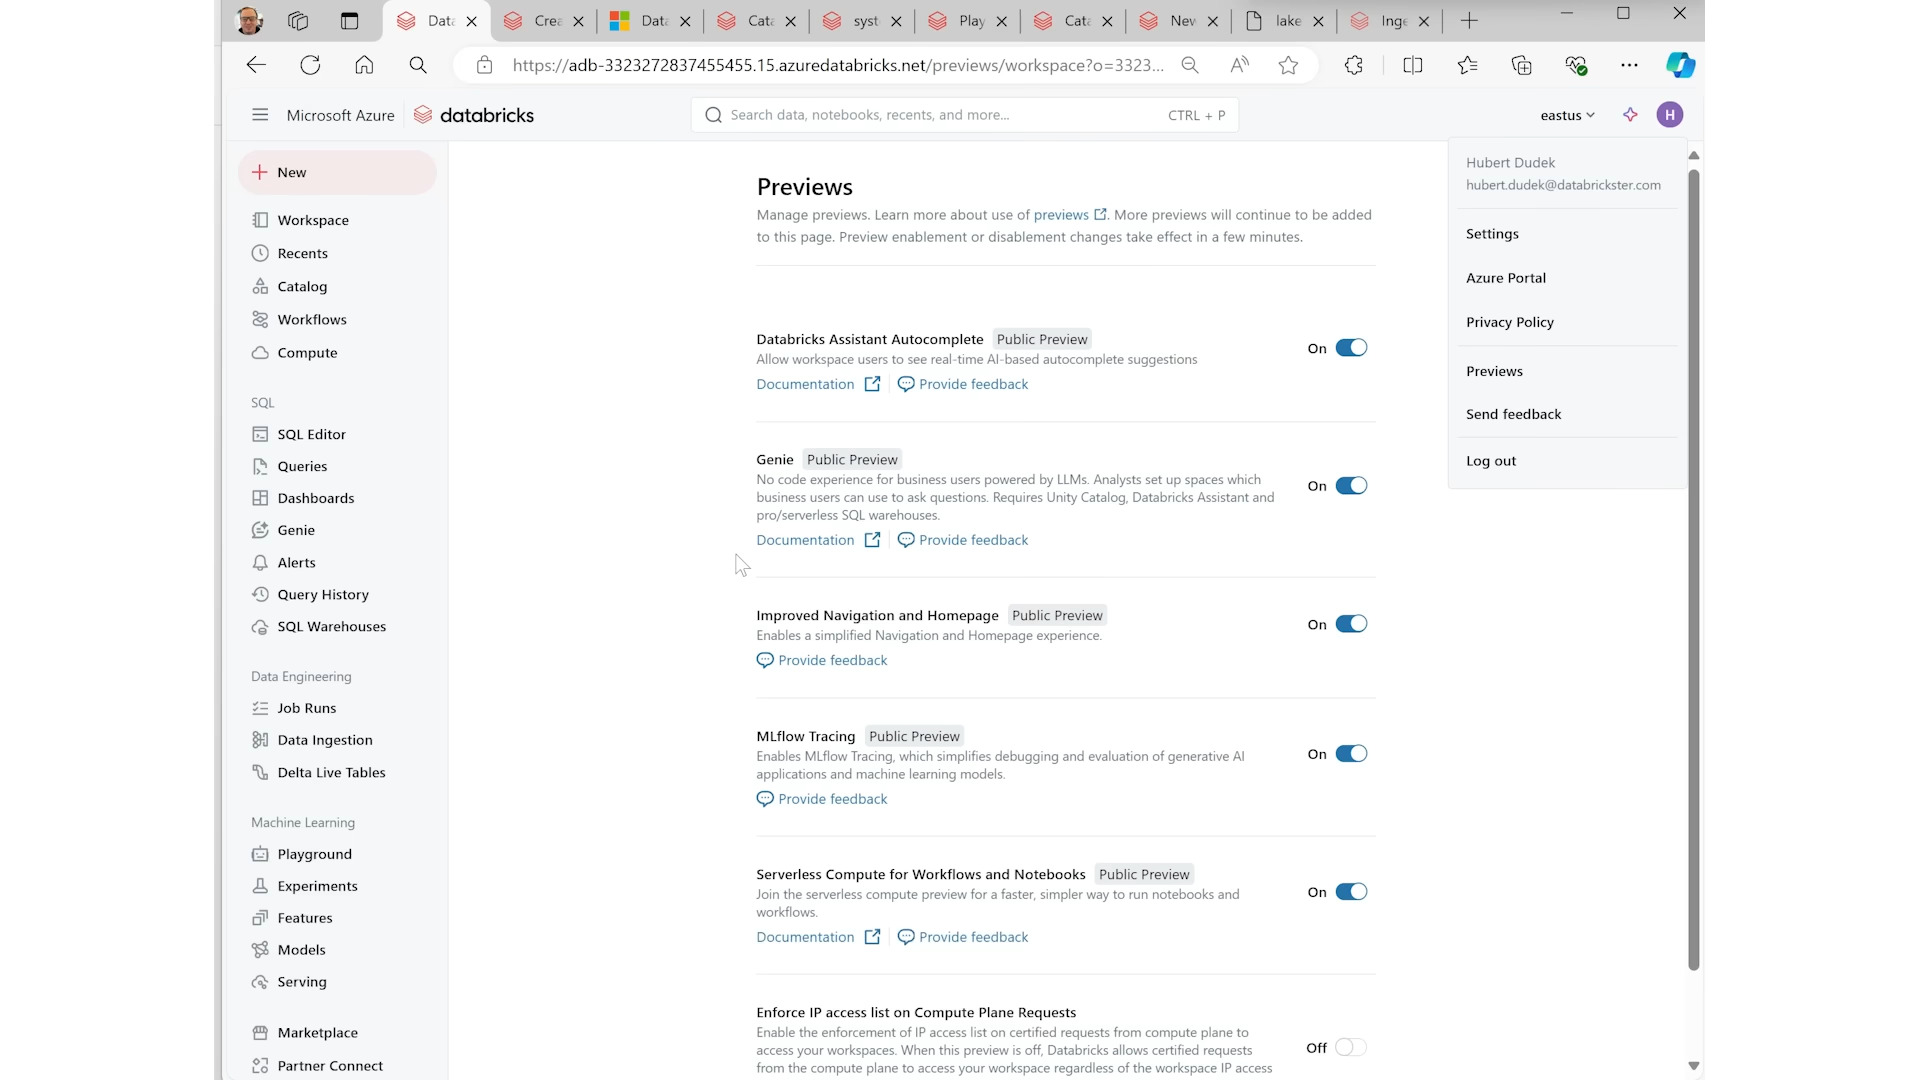 Data
Crea
Data
Cata
syst
Play
Cata
New
lake
Inge
https://adb-3323272837455455.15.azuredatabricks.net/previews/workspace?o=3323...
Microsoft Azure
databricks
Search data, notebooks, recents, and more...
CTRL + P
eastus
H
New
Workspace
Recents
Catalog
Workflows
Compute
SQL
SQL Editor
Queries
Dashboards
Genie
Alerts
Query History
SQL Warehouses
Data Engineering
Job Runs
Data Ingestion
Delta Live Tables
Machine Learning
Playground
Experiments
Features
Models
Serving
Marketplace
Partner Connect
Previews
Manage previews. Learn more about use of previews. More previews will continue to be added
to this page. Preview enablement or disablement changes take effect in a few minutes.
Databricks Assistant Autocomplete Public Preview
Allow workspace users to see real-time AI-based autocomplete suggestions
Documentation Provide feedback
On
Genie Public Preview
No code experience for business users powered by LLMs. Analysts set up spaces which
business users can use to ask questions. Requires Unity Catalog, Databricks Assistant and
pro/serverless SQL warehouses.
Documentation Provide feedback
On
Improved Navigation and Homepage Public Preview
Enables a simplified Navigation and Homepage experience.
Provide feedback
On
MLflow Tracing Public Preview
Enables MLflow Tracing, which simplifies debugging and evaluation of generative AI
applications and machine learning models.
Provide feedback
On
Serverless Compute for Workflows and Notebooks Public Preview
Join the serverless compute preview for a faster, simpler way to run notebooks and
workflows.
Documentation Provide feedback
On
Enforce IP access list on Compute Plane Requests
Enable the enforcement of IP access list on certified requests from compute plane to
access your workspaces. When this preview is off, Databricks allows certified requests
from the compute plane to access your workspace regardless of the workspace IP access
Off
Hubert Dudek
hubert.dudek@databrickster.com
Settings
Azure Portal
Privacy Policy
Previews
Send feedback
Log out